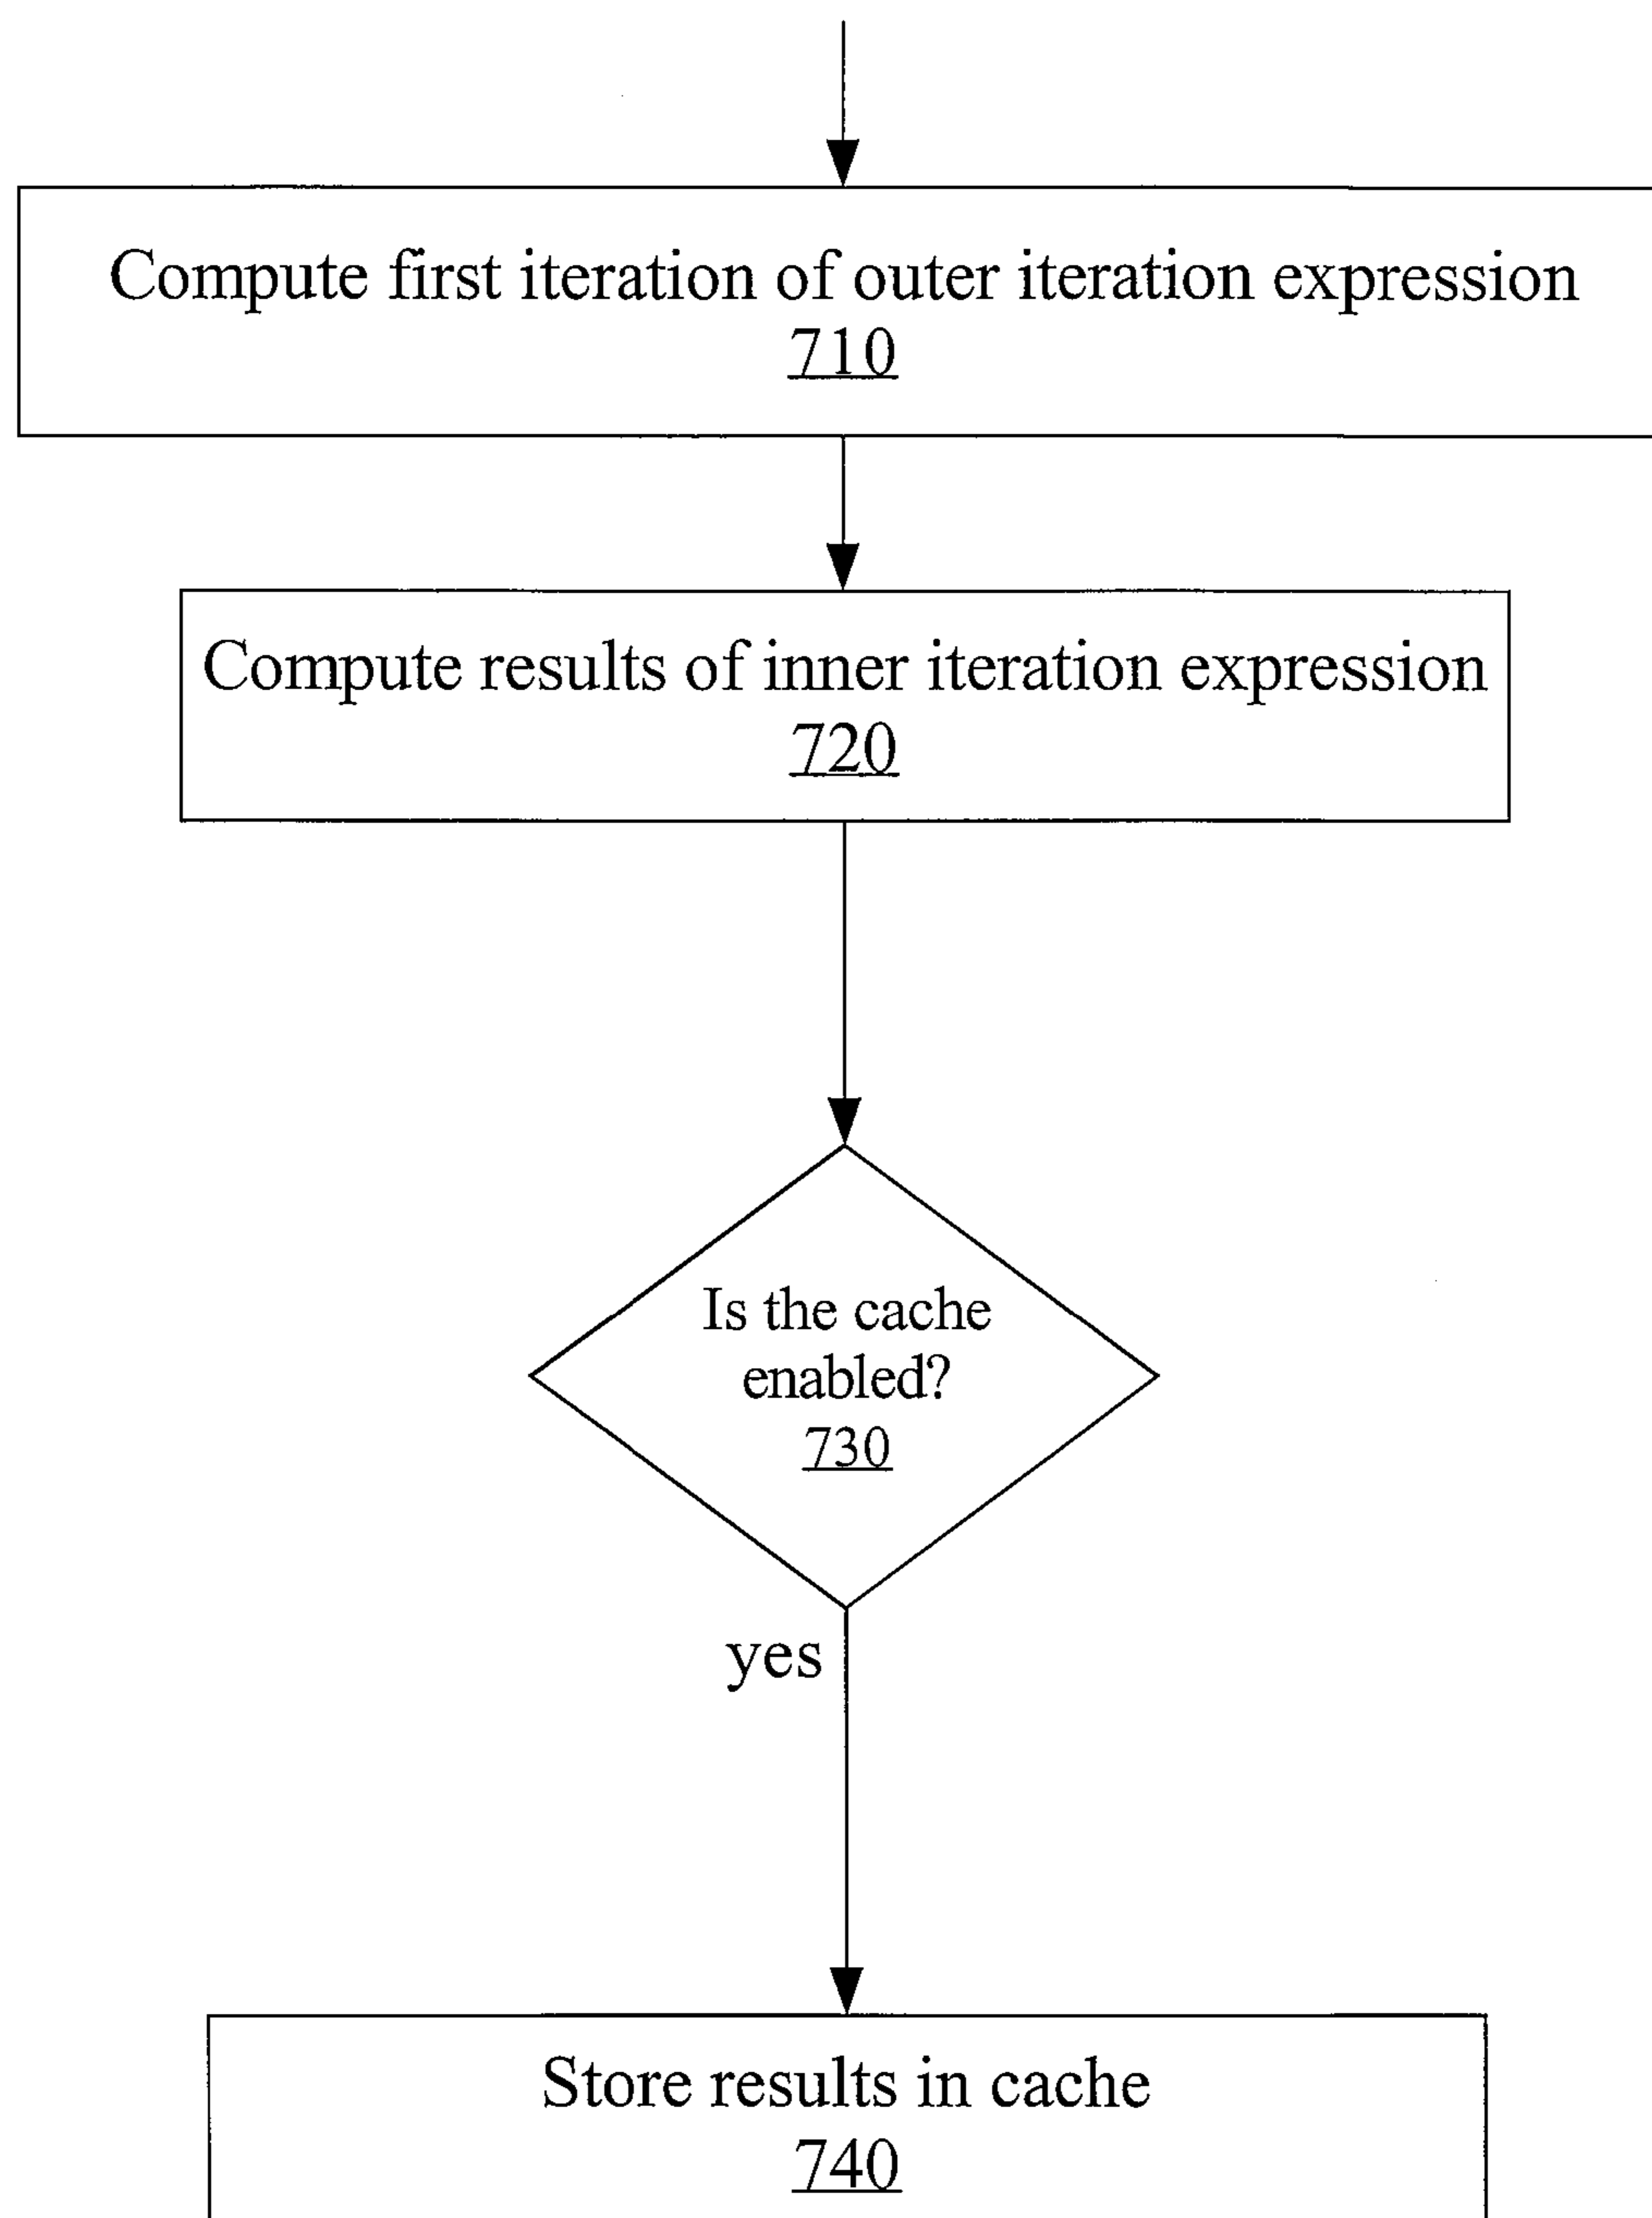 Compute first iteration of outer iteration expression
710
Compute results of inner iteration expression
720
Is the cache
enabled?
730
yes
Store results in cache
740